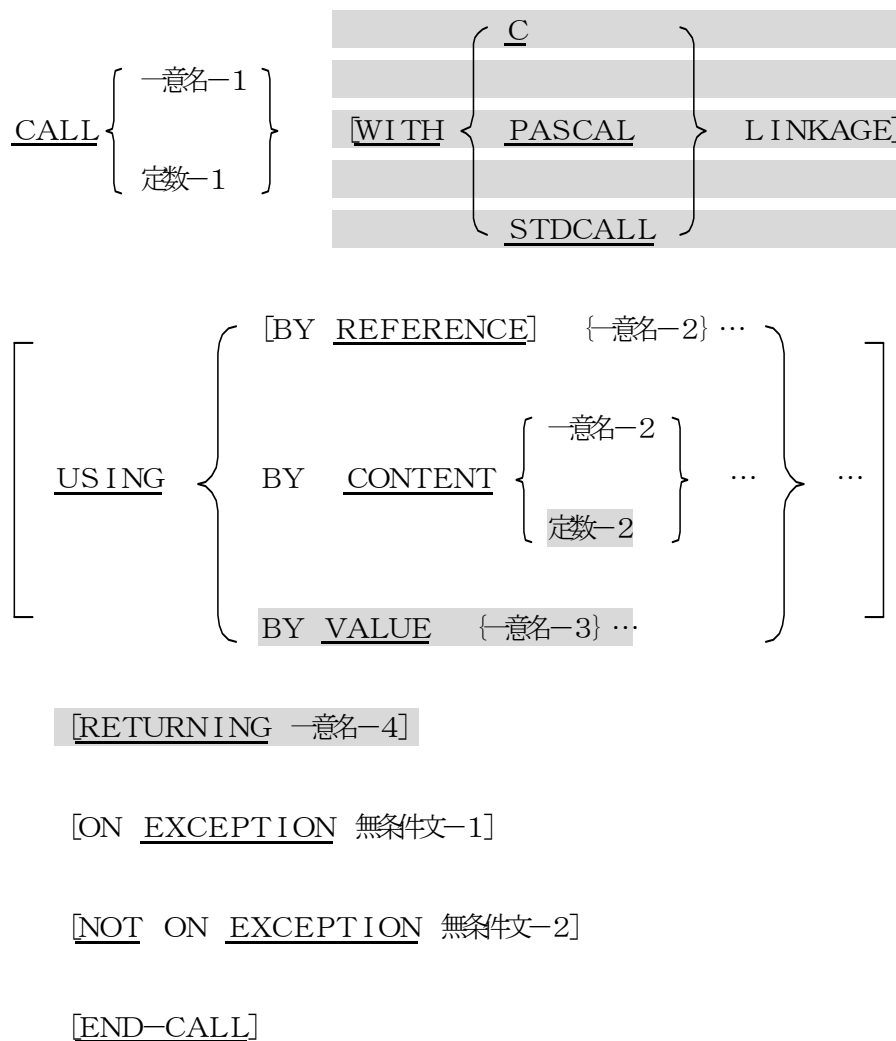 C
一意名-1
CALL [WITH PASCAL LINKAGE]
定数-1
STDCALL
[BY REFERENCE] {一意名-2} …
一意名-2
USING BY CONTENT … …
定数-2
BY VALUE {一意名-3} …
[RETURNING 一意名-4]
[ON EXCEPTION 無条件文-1]
[NOT ON EXCEPTION 無条件文-2]
[END-CALL]